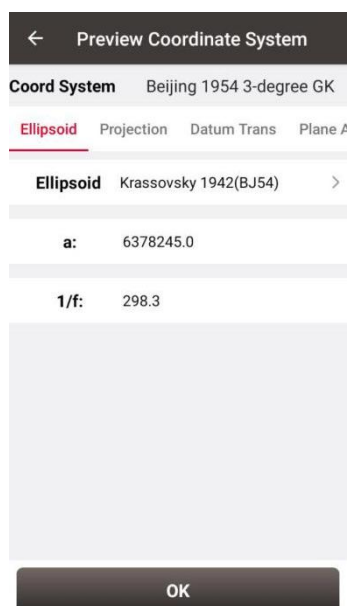 Preview Coordinate System
Coord System Beijing 1954 3-degree GK
Ellipsoid Projection Datum Trans Plane A
Ellipsoid Krassovsky 1942(BJ54)
a: 6378245.0
1/f: 298.3
OK